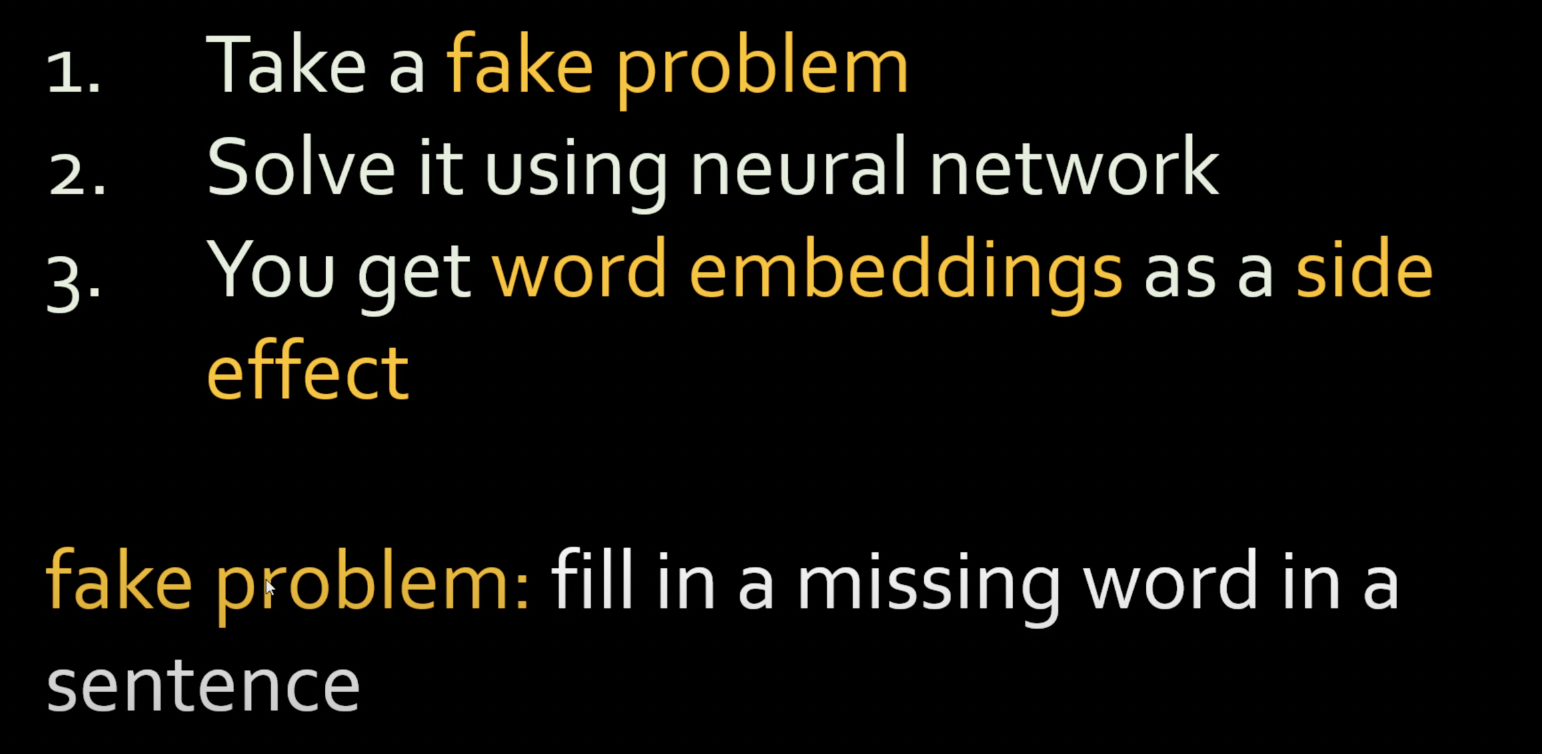 1. Take a fake problem
2. Solve it using neural network
3. You get word embeddings as a side
effect
fake problem: fill in a missing word in a
sentence